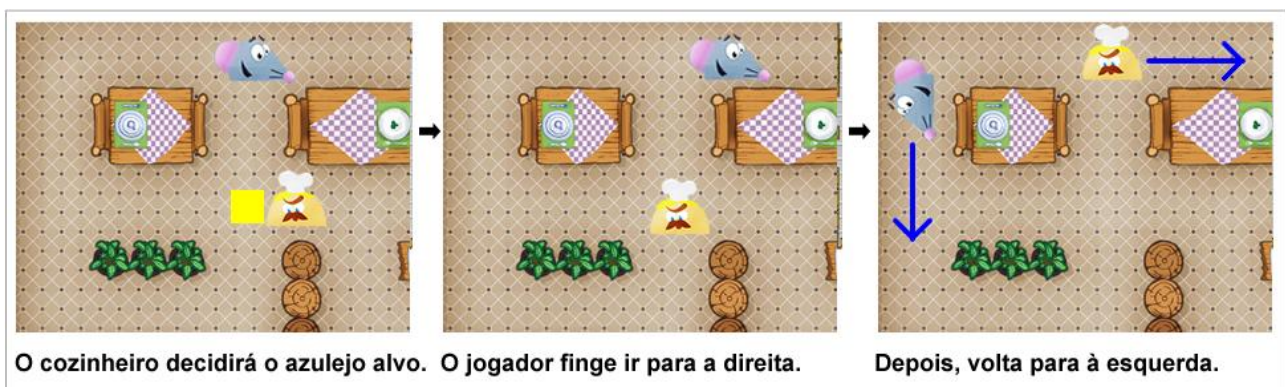 O cozinheiro decidirá o azulejo alvo.
O jogador finge ir para a direita.
Depois, volta para à esquerda.